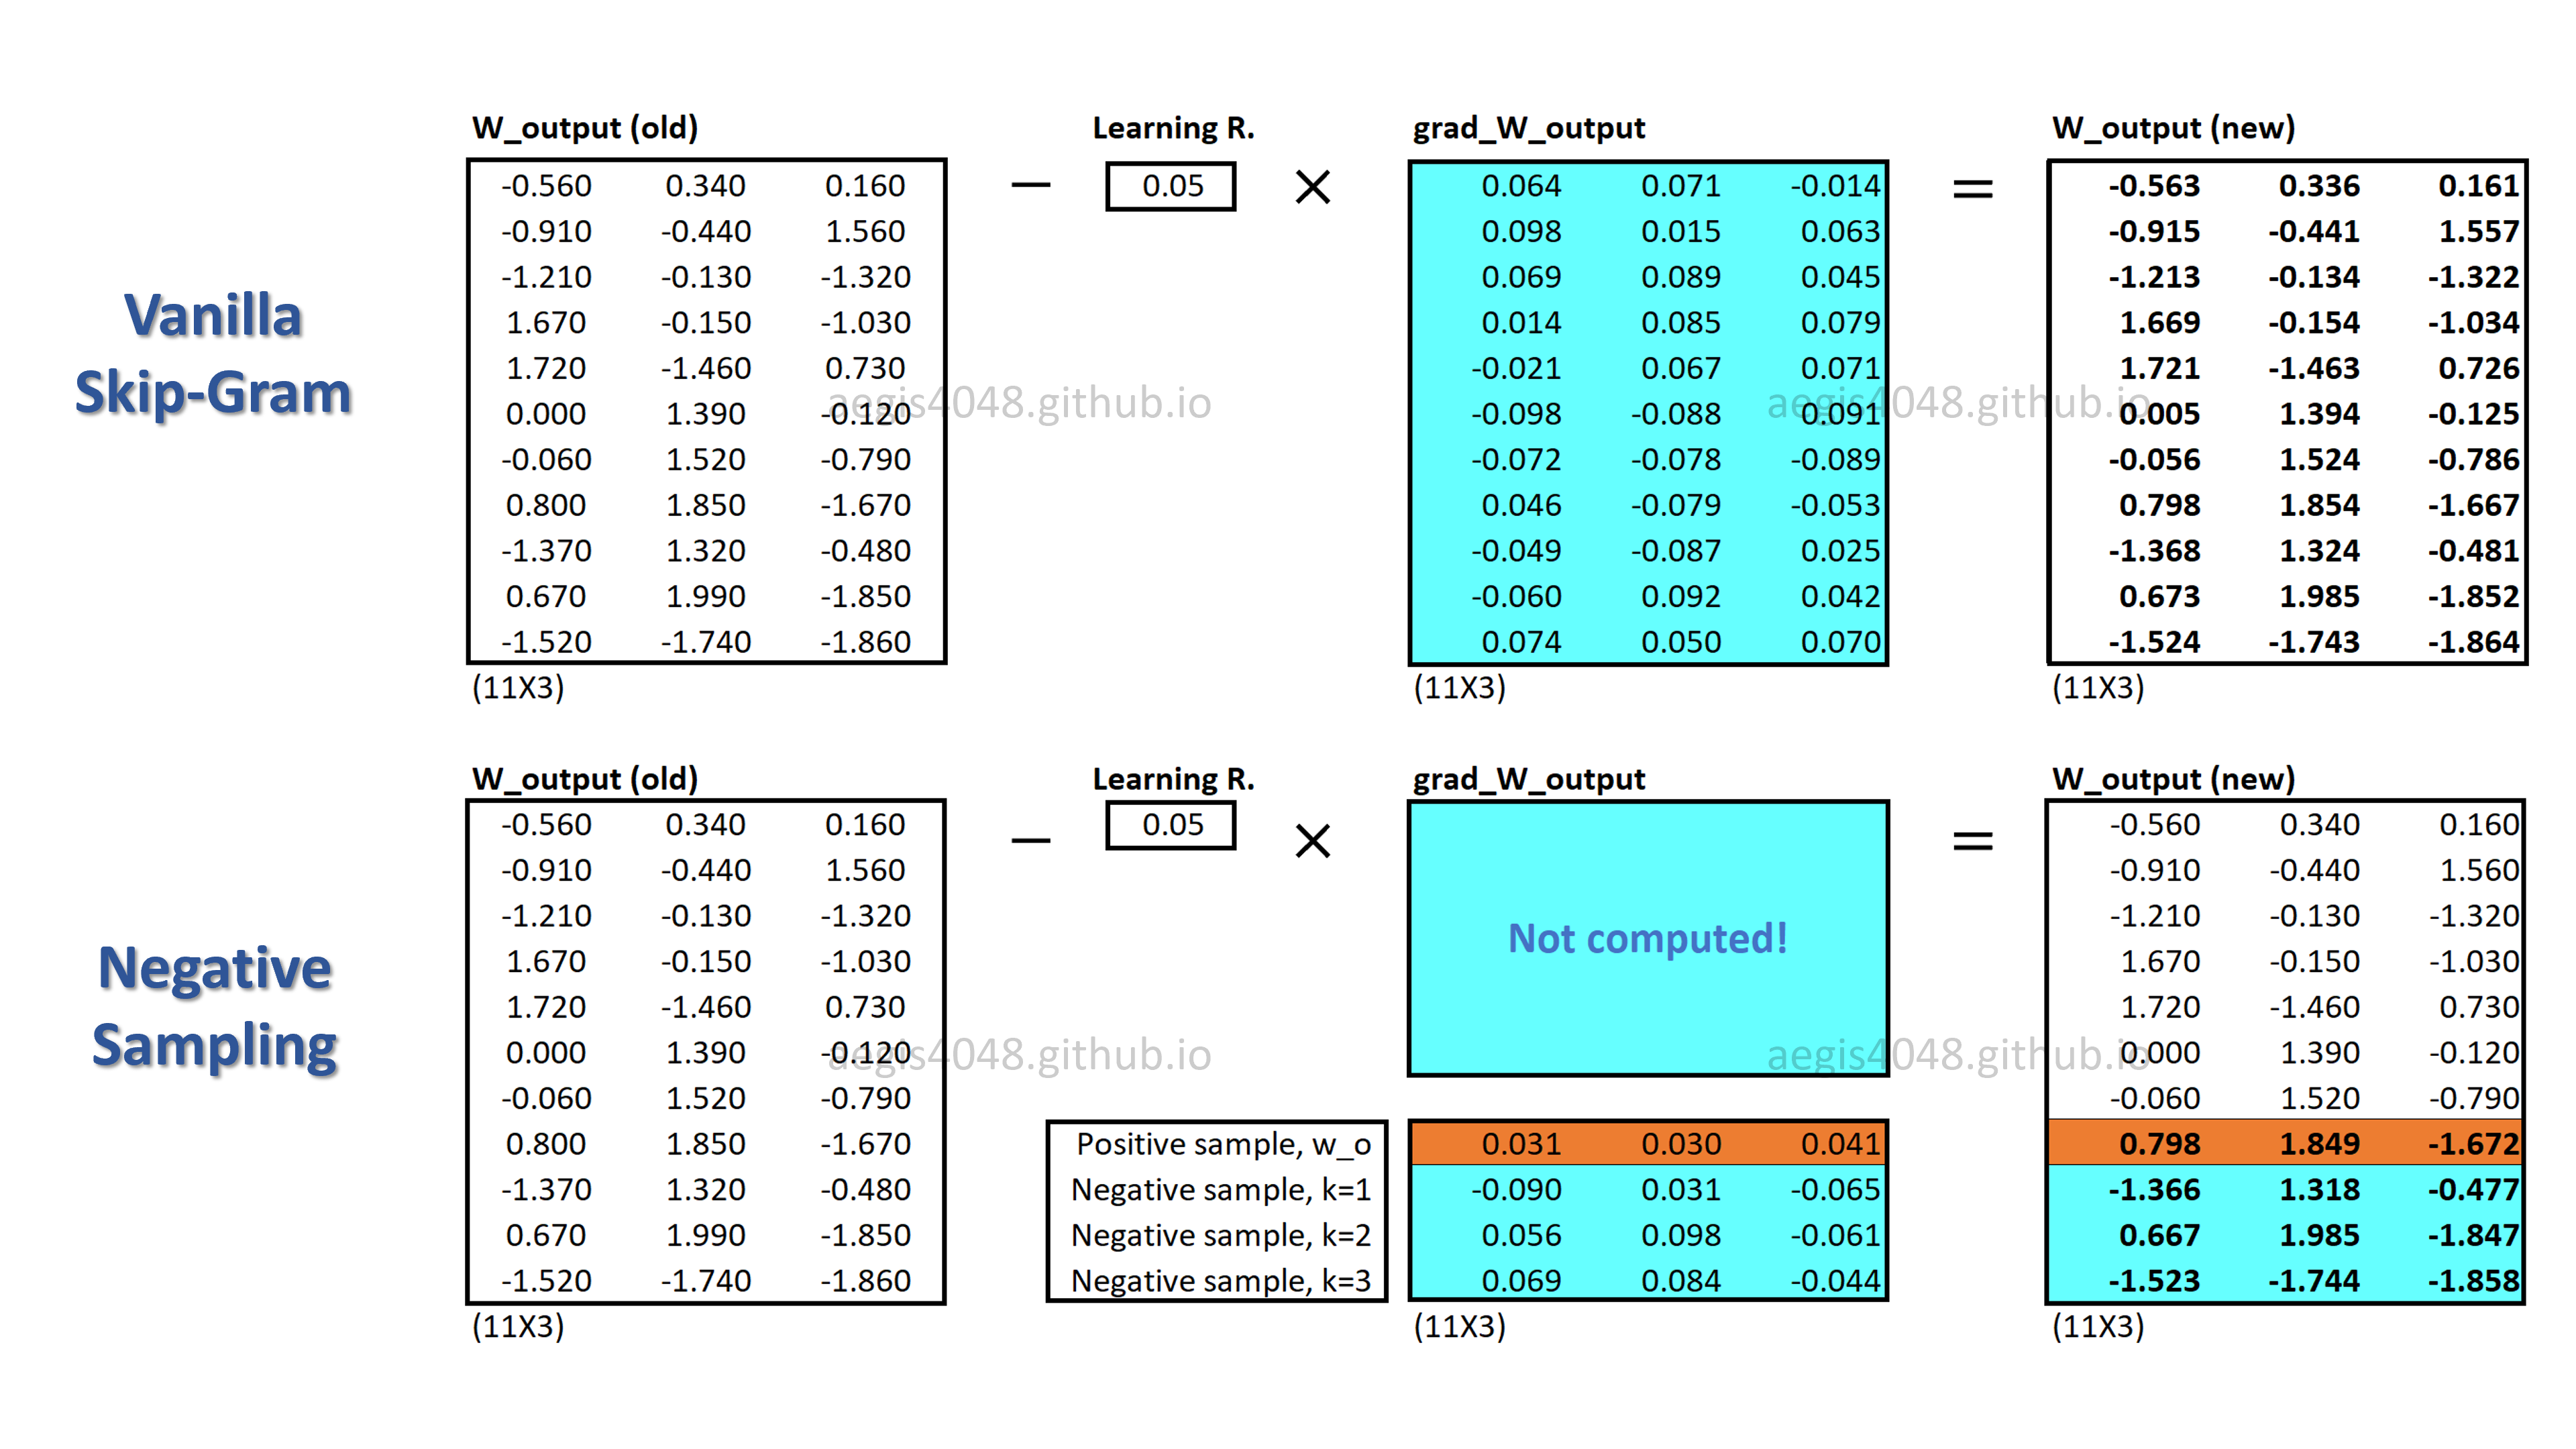 W_output (old) Learning R. grad_W_output W_output (new)
-0.560 0.340 0.160 − 0.05 × 0.064 0.071 -0.014 = -0.563 0.336 0.161
-0.910 -0.440 1.560 0.098 0.015 0.063 -0.915 -0.441 1.557
-1.210 -0.130 -1.320 0.069 0.089 0.045 -1.213 -0.134 -1.322
Vanilla
1.670 -0.150 -1.030 0.014 0.085 0.079 1.669 -0.154 -1.034
1.720 -1.460 0.730 -0.021 0.067 0.071 1.721 -1.463 0.726
Skip-Gram
aegis4048.github.io aegis4048.github.io
0.000 1.390 -0.120 -0.098 -0.088 0.091 0.005 1.394 -0.125
-0.060 1.520 -0.790 -0.072 -0.078 -0.089 -0.056 1.524 -0.786
0.800 1.850 -1.670 0.046 -0.079 -0.053 0.798 1.854 -1.667
-1.370 1.320 -0.480 -0.049 -0.087 0.025 -1.368 1.324 -0.481
0.670 1.990 -1.850 -0.060 0.092 0.042 0.673 1.985 -1.852
-1.520 -1.740 -1.860 0.074 0.050 0.070 -1.524 -1.743 -1.864
(11X3) (11X3) (11X3)
W_output (old) Learning R. grad_W_output W_output (new)
-0.560 0.340 0.160 − 0.05 × = -0.560 0.340 0.160
-0.910 -0.440 1.560 -0.910 -0.440 1.560
-1.210 -0.130 -1.320 Not computed! -1.210 -0.130 -1.320
Negative
1.670 -0.150 -1.030 1.670 -0.150 -1.030
1.720 -1.460 0.730 1.720 -1.460 0.730
Sampling
aegis4048.github.io aegis4048.github.io
0.000 1.390 -0.120 0.000 1.390 -0.120
-0.060 1.520 -0.790 -0.060 1.520 -0.790
0.800 1.850 -1.670 Positive sample, w_o 0.031 0.030 0.041 0.798 1.849 -1.672
-1.370 1.320 -0.480 Negative sample, k=1 -0.090 0.031 -0.065 -1.366 1.318 -0.477
0.670 1.990 -1.850 Negative sample, k=2 0.056 0.098 -0.061 0.667 1.985 -1.847
-1.520 -1.740 -1.860 Negative sample, k=3 0.069 0.084 -0.044 -1.523 -1.744 -1.858
(11X3) (11X3) (11X3)